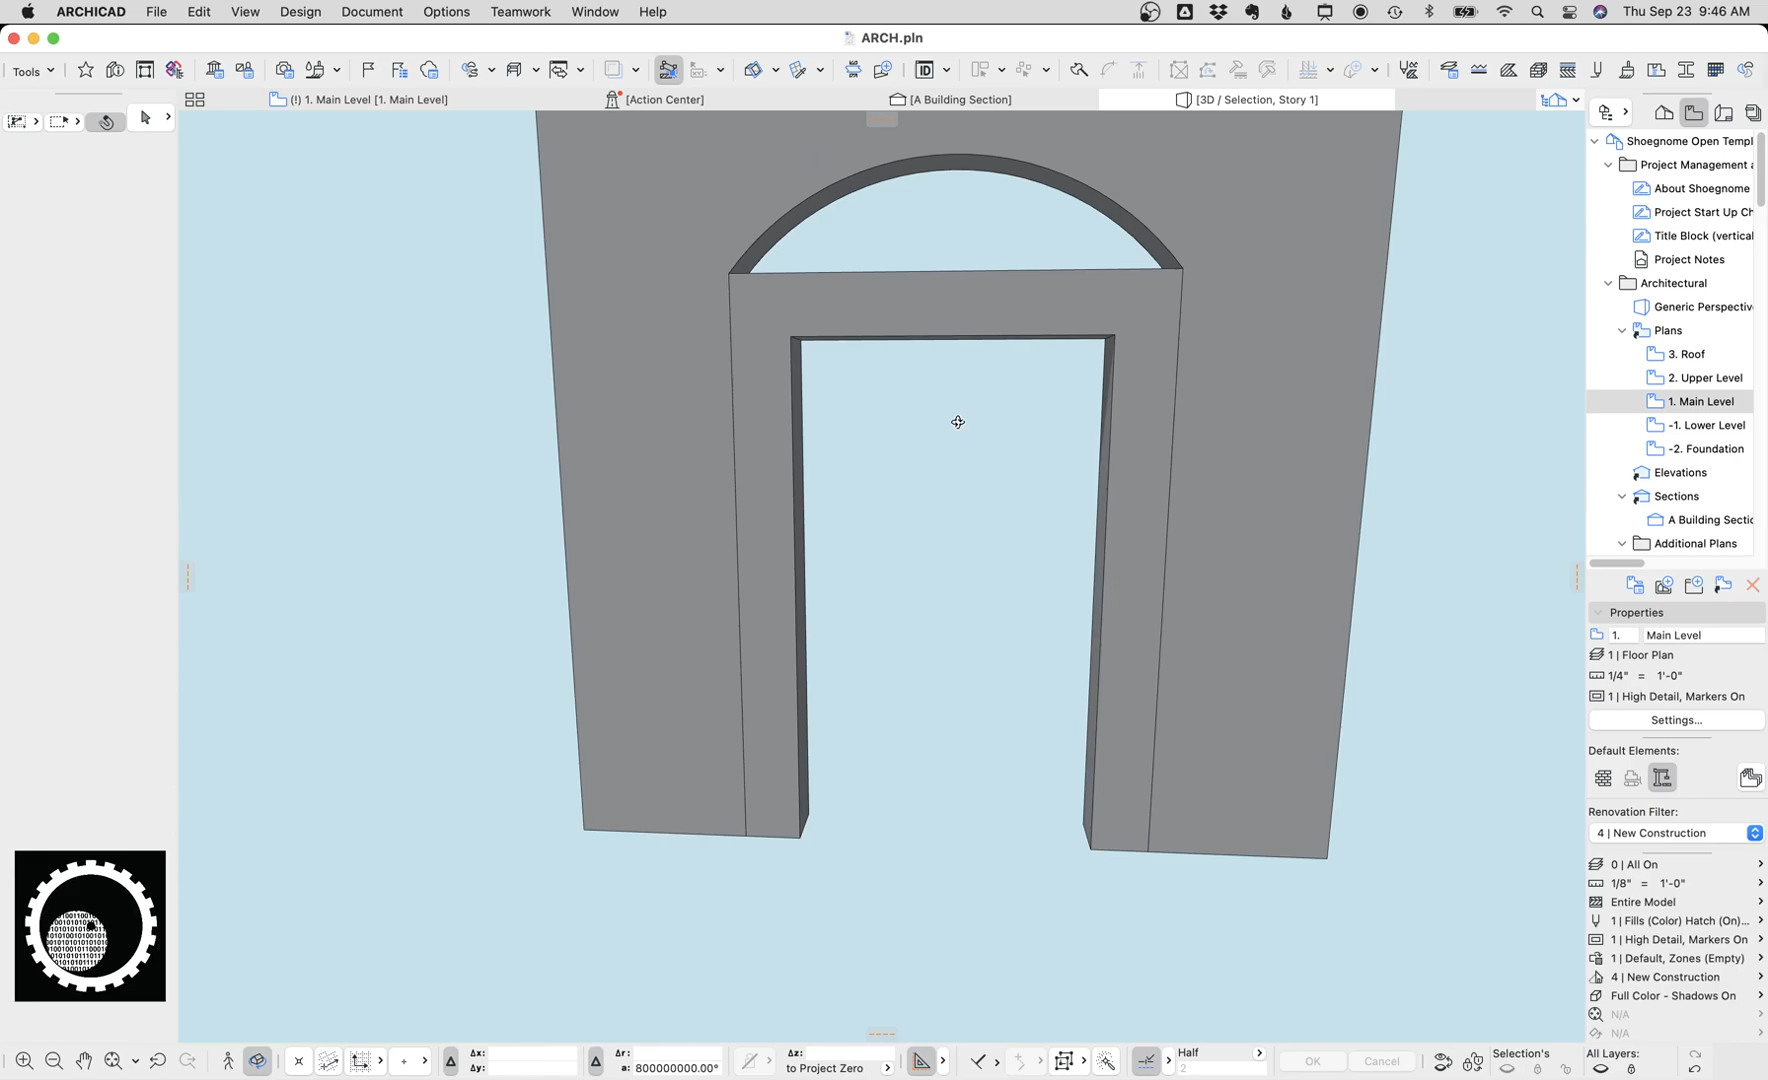 ARCHICAD File Edit View Design Document Options Teamwork Window Help Thu Sep 23 9:46 AM
ARCH.pln
Tools
(!) 1. Main Level [1. Main Level] [Action Center] [A Building Section] [3D / Selection, Story 1]
Shoegnome Open Templ
Project Management a
About Shoegnome
Project Start Up Ch
Title Block (vertical
Project Notes
Architectural
Generic Perspectiv
Plans
3. Roof
2. Upper Level
1. Main Level
-1. Lower Level
-2. Foundation
Elevations
Sections
A Building Sectio
Additional Plans
Properties
1. Main Level
1 | Floor Plan
1/4" = 1'-0"
1 | High Detail, Markers On
Settings...
Default Elements:
Renovation Filter:
4 | New Construction
0 | All On
1/8" = 1'-0"
Entire Model
1 | Fills (Color) Hatch (On)...
1 | High Detail, Markers On
1 | Default, Zones (Empty)
4 | New Construction
Full Color - Shadows On
N/A
N/A
Δx:
Δy:
Δr:
a: 800000000.00°
Δz:
to Project Zero
Half
2
OK Cancel
Selection's
All Layers: